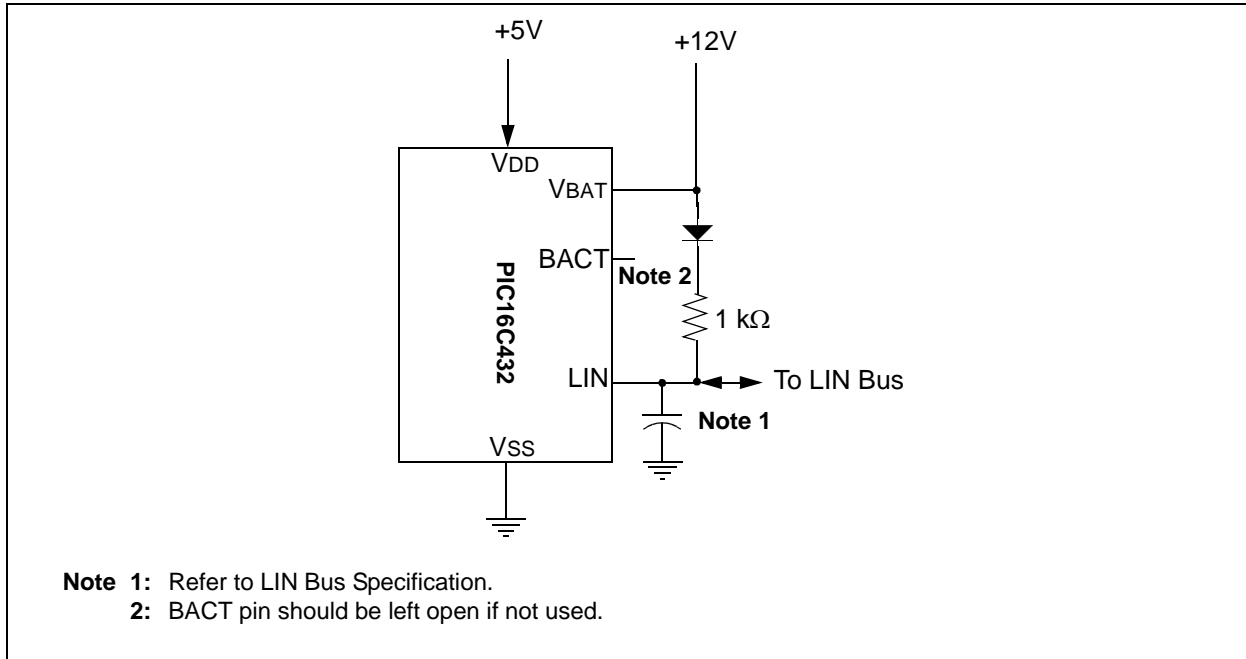 +5V
+12V
VDD
VBAT
BACT
Note 2
PIC16C432
1 kΩ
LIN
To LIN Bus
Note 1
VSS
Note 1: Refer to LIN Bus Specification.
2: BACT pin should be left open if not used.